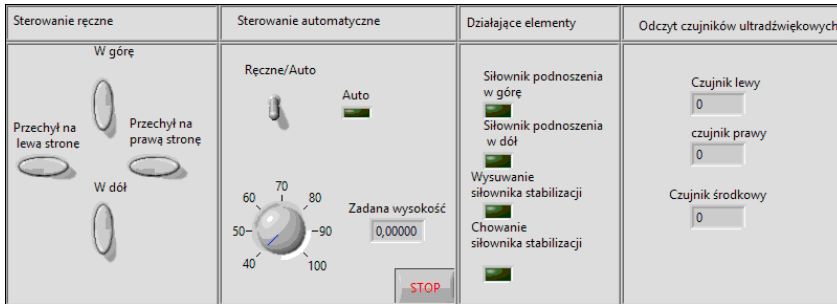 Sterowanie ręczne
Sterowanie automatyczne
Działające elementy
Odczyt czujników ultradźwiękowych
W górę
Przechył na
lewa strone
Przechył na
prawą stronę
W dół
Ręczne/Auto
Auto
40
50
60
70
80
90
100
Zadana wysokość
0,00000
STOP
Siłownik podnoszenia
w górę
Siłownik podnoszenia
w dół
Wysuwanie
siłownika stabilizacji
Chowanie
siłownika stabilizacji
Czujnik lewy
0
czujnik prawy
0
Czujnik środkowy
0